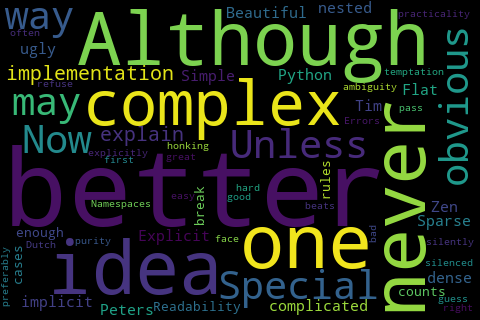 way
often
Although
ugly
Beautiful
nested
practicality
implementation
refuse
Simple
Python
temptation
may
complex
ambiguity
Flat
Tim
pass
obvious
Now
explain
Unless
Errors
explicitly
first
honking
great
never
better
Namespaces
easy
break
hard
good
rules
beats
Zen
Sparse
enough
Dutch
purity
Explicit
face
one
bad
silently
preferably
cases
idea
Special
silenced
dense
implicit
Peters
Readability
complicated
counts
guess
right